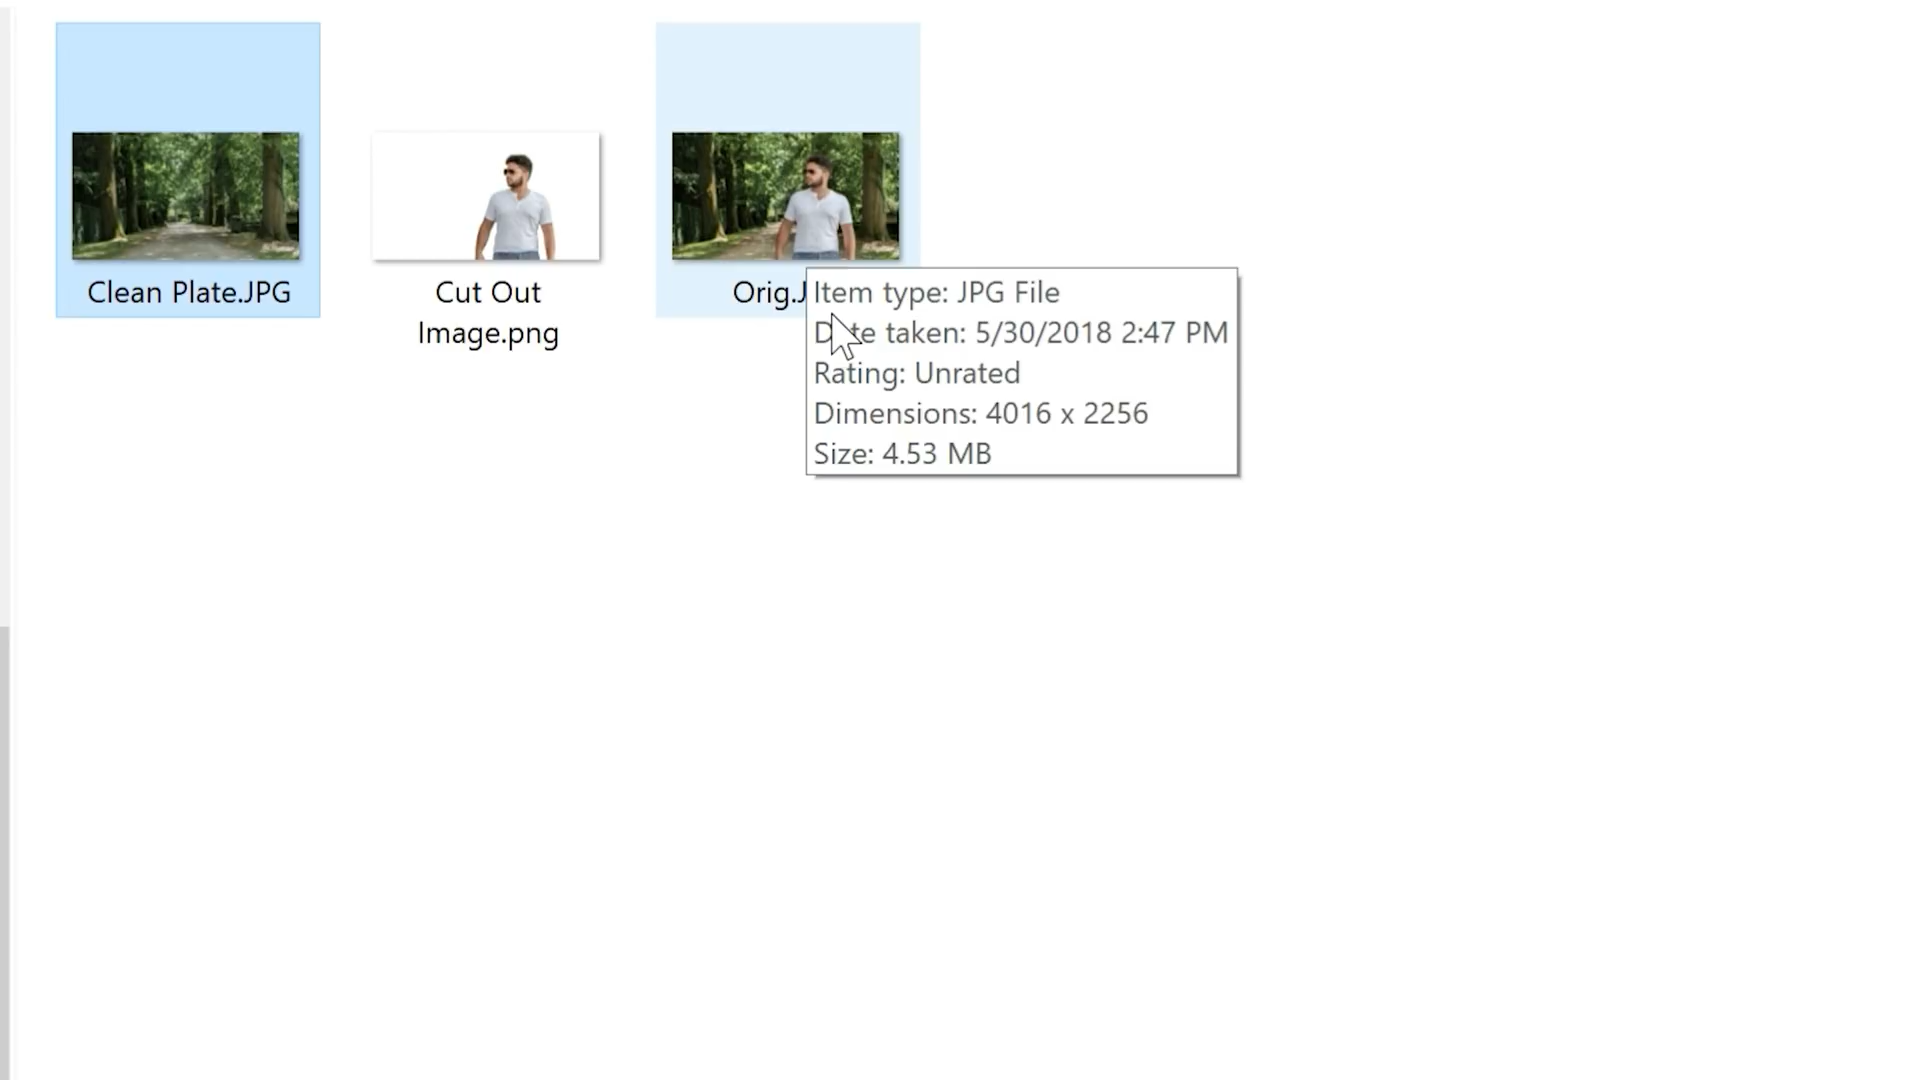 Clean Plate.JPG
Cut Out
Image.png
Orig.J
Item type: JPG File
Date taken: 5/30/2018 2:47 PM
Rating: Unrated
Dimensions: 4016 x 2256
Size: 4.53 MB